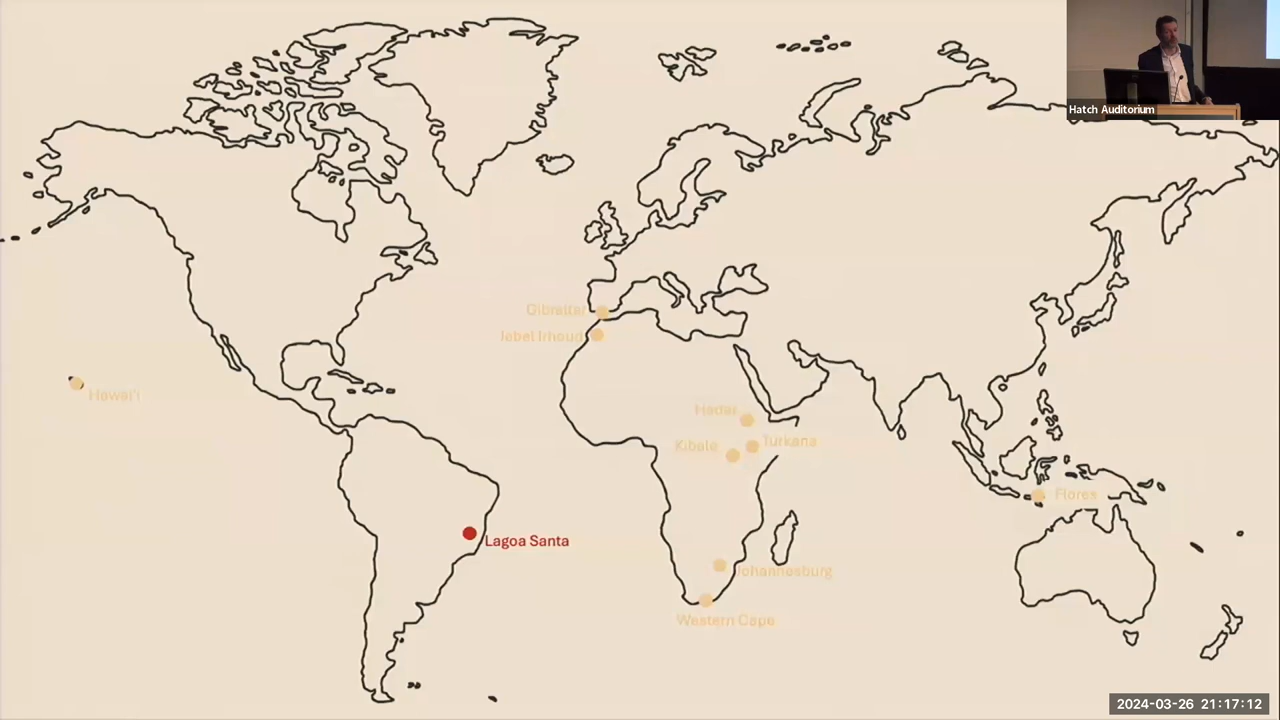 Hatch Auditorium
Gibraltar
Jebel Irhoud
Hawai'i
Hadar
Turkana
Kibale
Flores
Lagoa Santa
Johannesburg
Western Cape
2024-03-26 21:17:12